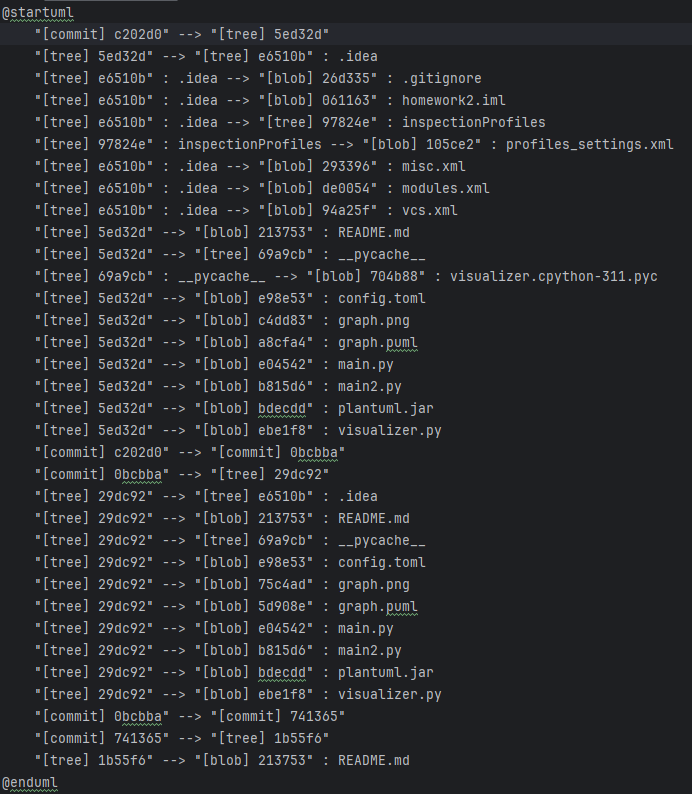 @startuml
"[commit] c202d0" --> "[tree] 5ed32d"
"[tree] 5ed32d" --> "[tree] e6510b" : .idea
"[tree] e6510b" : .idea --> "[blob] 26d335" : .gitignore
"[tree] e6510b" : .idea --> "[blob] 061163" : homework2.iml
"[tree] e6510b" : .idea --> "[tree] 97824e" : inspectionProfiles
"[tree] 97824e" : inspectionProfiles --> "[blob] 105ce2" : profiles_settings.xml
"[tree] e6510b" : .idea --> "[blob] 293396" : misc.xml
"[tree] e6510b" : .idea --> "[blob] de0054" : modules.xml
"[tree] e6510b" : .idea --> "[blob] 94a25f" : vcs.xml
"[tree] 5ed32d" --> "[blob] 213753" : README.md
"[tree] 5ed32d" --> "[tree] 69a9cb" : __pycache__
"[tree] 69a9cb" : __pycache__ --> "[blob] 704b88" : visualizer.cpython-311.pyc
"[tree] 5ed32d" --> "[blob] e98e53" : config.toml
"[tree] 5ed32d" --> "[blob] c4dd83" : graph.png
"[tree] 5ed32d" --> "[blob] a8cfa4" : graph.puml
"[tree] 5ed32d" --> "[blob] e04542" : main.py
"[tree] 5ed32d" --> "[blob] b815d6" : main2.py
"[tree] 5ed32d" --> "[blob] bdecdd" : plantuml.jar
"[tree] 5ed32d" --> "[blob] ebe1f8" : visualizer.py
"[commit] c202d0" --> "[commit] 0bcbba"
"[commit] 0bcbba" --> "[tree] 29dc92"
"[tree] 29dc92" --> "[tree] e6510b" : .idea
"[tree] 29dc92" --> "[blob] 213753" : README.md
"[tree] 29dc92" --> "[tree] 69a9cb" : __pycache__
"[tree] 29dc92" --> "[blob] e98e53" : config.toml
"[tree] 29dc92" --> "[blob] 75c4ad" : graph.png
"[tree] 29dc92" --> "[blob] 5d908e" : graph.puml
"[tree] 29dc92" --> "[blob] e04542" : main.py
"[tree] 29dc92" --> "[blob] b815d6" : main2.py
"[tree] 29dc92" --> "[blob] bdecdd" : plantuml.jar
"[tree] 29dc92" --> "[blob] ebe1f8" : visualizer.py
"[commit] 0bcbba" --> "[commit] 741365"
"[commit] 741365" --> "[tree] 1b55f6"
"[tree] 1b55f6" --> "[blob] 213753" : README.md
@enduml